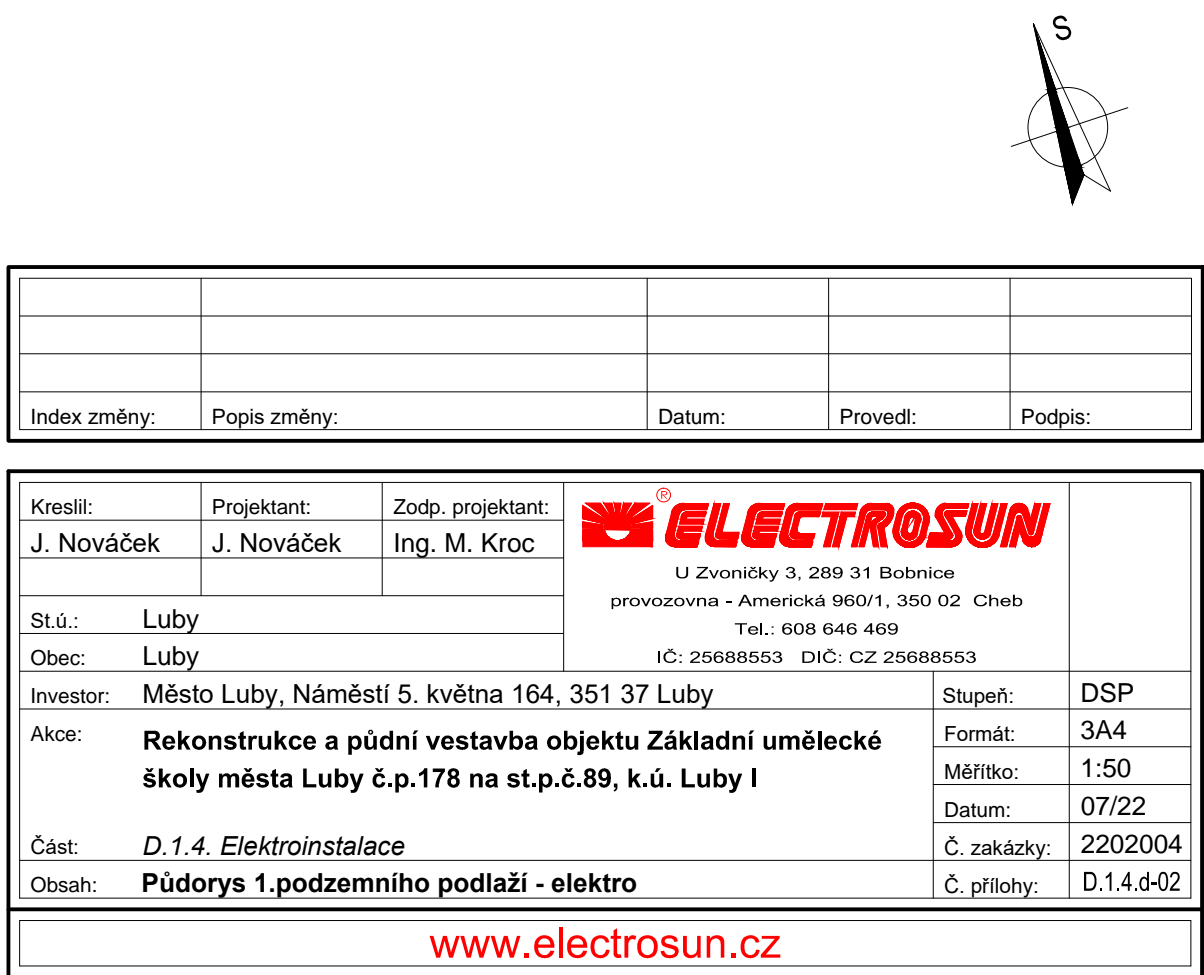 S
Index změny: Popis změny: Datum: Provedl: Podpis:
Kreslil: Projektant: Zodp. projektant:
J. Nováček J. Nováček Ing. M. Kroc
® ELECTROSUN
U Zvoničky 3, 289 31 Bobnice
provozovna - Americká 960/1, 350 02 Cheb
Tel.: 608 646 469
IČ: 25688553 DIČ: CZ 25688553
St.ú.: Luby
Obec: Luby
Investor: Město Luby, Náměstí 5. května 164, 351 37 Luby
Stupeň: DSP
Akce: Rekonstrukce a půdní vestavba objektu Základní umělecké
školy města Luby č.p.178 na st.p.č.89, k.ú. Luby I
Formát: 3A4
Měřítko: 1:50
Datum: 07/22
Část: D.1.4. Elektroinstalace
Č. zakázky: 2202004
Obsah: Půdorys 1.podzemního podlaží - elektro
Č. přílohy: D.1.4.d-02
www.electrosun.cz